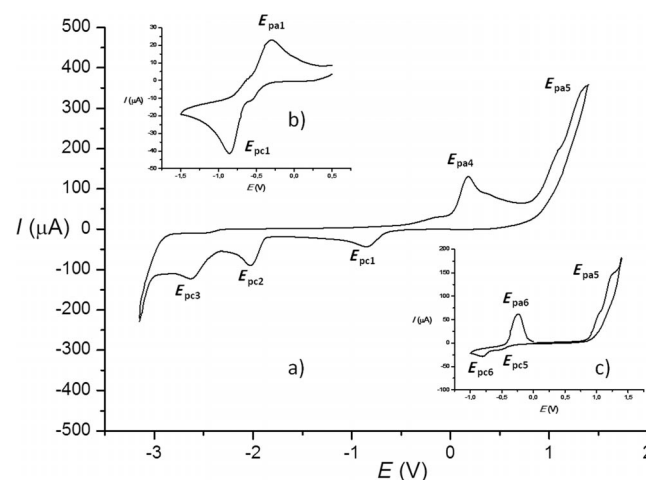 500
400
300
200
100
0
-100
-200
-300
-400
-500
I (μA)
-3
-2
-1
0
1
2
E (V)
a)
Epc3
Epc2
Epc1
Epa4
Epa5
30
20
10
0
-10
-20
-30
-40
-50
I (μA)
-1,5
-1,0
-0,5
0,0
0,5
E (V)
Epa1
Epc1
b)
200
150
100
50
0
-50
-100
I (μA)
-1,0
-0,5
0,0
0,5
1,0
1,5
E (V)
Epa5
Epa6
Epc6
Epc5
c)